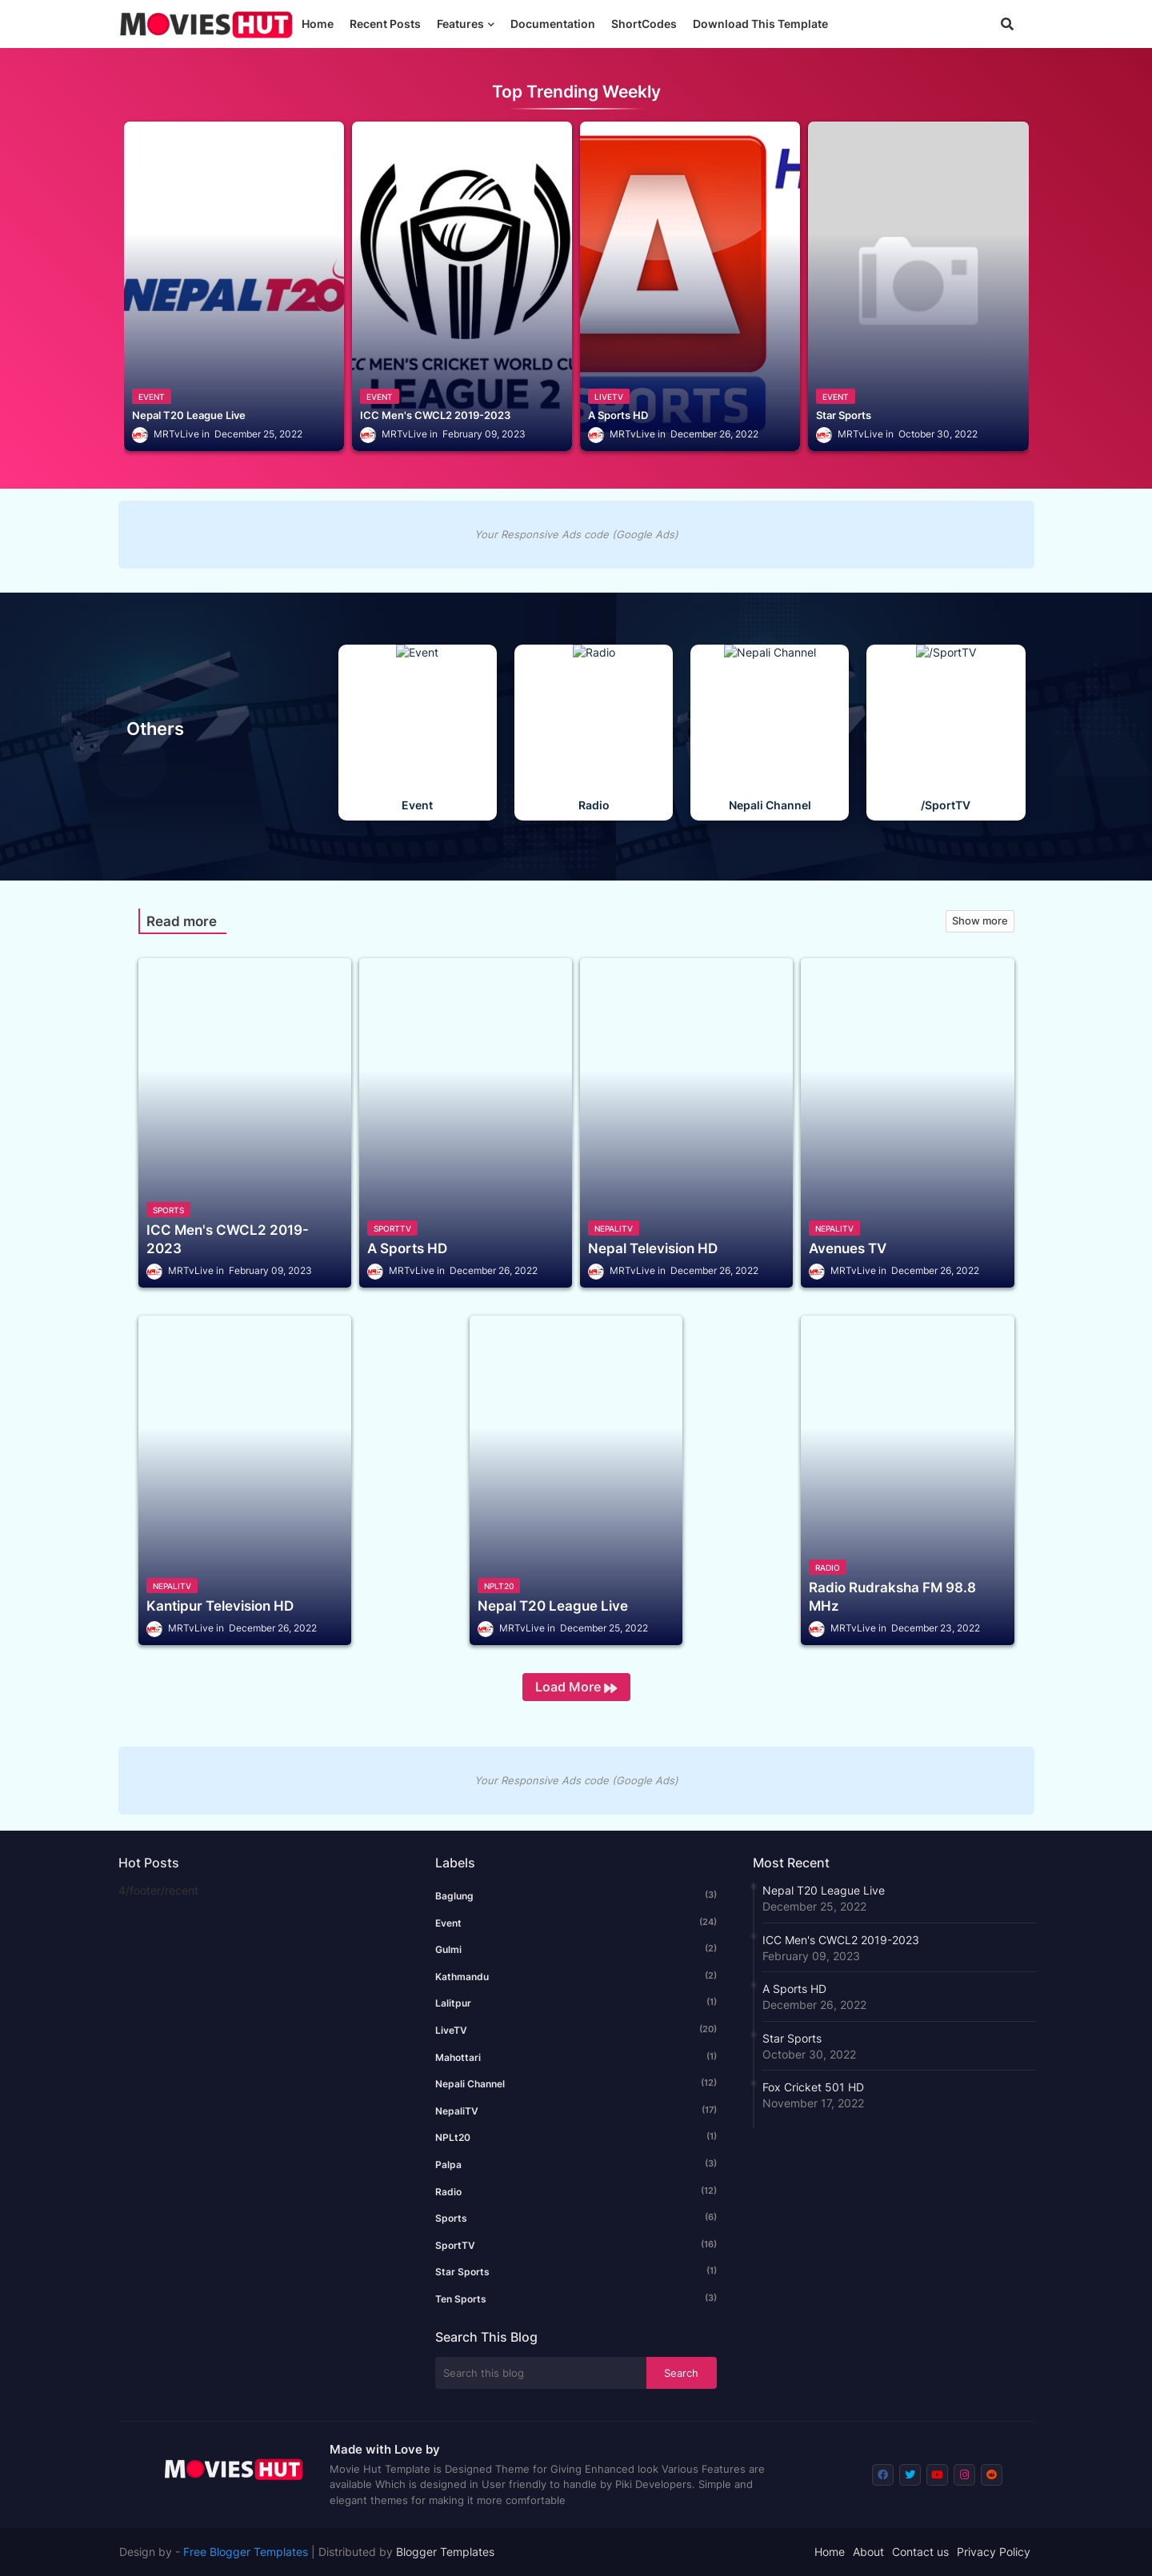 MOVIES HUT
Home Recent Posts Features Documentation ShortCodes Download This Template
Top Trending Weekly
NEPAL T20
EVENT
Nepal T20 League Live
MRTvLive in December 25, 2022
CC MEN'S CRICKET WORLD CU
LEAGUE 2
EVENT
ICC Men's CWCL2 2019-2023
MRTvLive in February 09, 2023
A
H
SPORTS
LIVETV
A Sports HD
MRTvLive in December 26, 2022
EVENT
Star Sports
MRTvLive in October 30, 2022
Your Responsive Ads code (Google Ads)
Others
Event
Radio
Nepali Channel
/SportTV
Event
Radio
Nepali Channel
/SportTV
Read more
Show more
SPORTS
ICC Men's CWCL2 2019-
2023
MRTvLive in February 09, 2023
SPORTTV
A Sports HD
MRTvLive in December 26, 2022
NEPALITV
Nepal Television HD
MRTvLive in December 26, 2022
NEPALITV
Avenues TV
MRTvLive in December 26, 2022
NEPALITV
Kantipur Television HD
MRTvLive in December 26, 2022
NPLT20
Nepal T20 League Live
MRTvLive in December 25, 2022
RADIO
Radio Rudraksha FM 98.8
MHz
MRTvLive in December 23, 2022
Load More
Your Responsive Ads code (Google Ads)
Hot Posts
4/footer/recent
Labels
Baglung (3)
Event (24)
Gulmi (2)
Kathmandu (2)
Lalitpur (1)
LiveTV (20)
Mahottari (1)
Nepali Channel (12)
NepaliTV (17)
NPLt20 (1)
Palpa (3)
Radio (12)
Sports (6)
SportTV (16)
Star Sports (1)
Ten Sports (3)
Search This Blog
Search this blog Search
Most Recent
Nepal T20 League Live
December 25, 2022
ICC Men's CWCL2 2019-2023
February 09, 2023
A Sports HD
December 26, 2022
Star Sports
October 30, 2022
Fox Cricket 501 HD
November 17, 2022
MOVIES HUT
Made with Love by
Movie Hut Template is Designed Theme for Giving Enhanced look Various Features are
available Which is designed in User friendly to handle by Piki Developers. Simple and
elegant themes for making it more comfortable
Design by - Free Blogger Templates | Distributed by Blogger Templates
Home About Contact us Privacy Policy